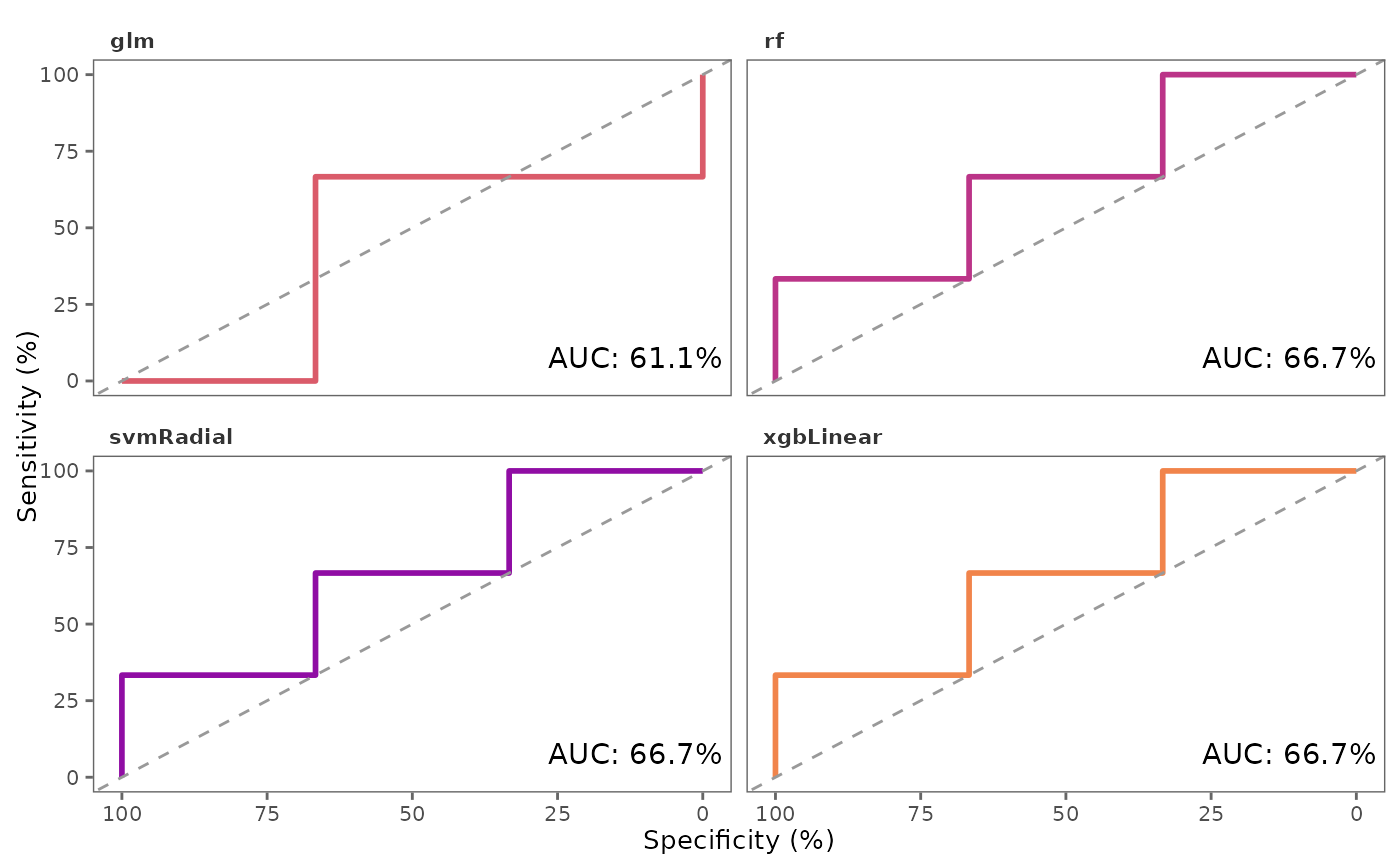 glm
rf
100
75
50
25
0
AUC: 61.1%
AUC: 66.7%
Sensitivity (%)
svmRadial
xgbLinear
100
75
50
25
0
AUC: 66.7%
AUC: 66.7%
100 75 50 25 0 100 75 50 25 0
Specificity (%)